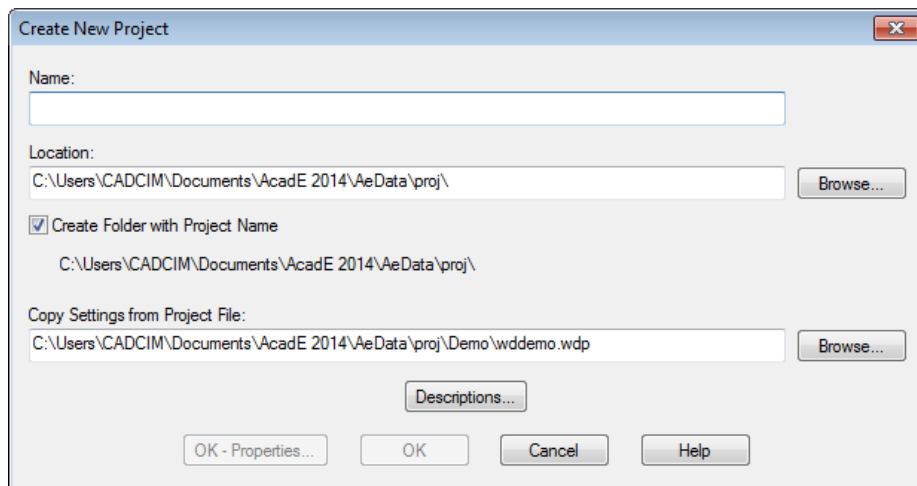 Create New Project
Name:
Location:
C:\Users\CADCIM\Documents\AcadE 2014\AeData\proj\
Browse...
Create Folder with Project Name
C:\Users\CADCIM\Documents\AcadE 2014\AeData\proj\
Copy Settings from Project File:
C:\Users\CADCIM\Documents\AcadE 2014\AeData\proj\Demo\wddemo.wdp
Browse...
Descriptions...
OK - Properties... OK Cancel Help